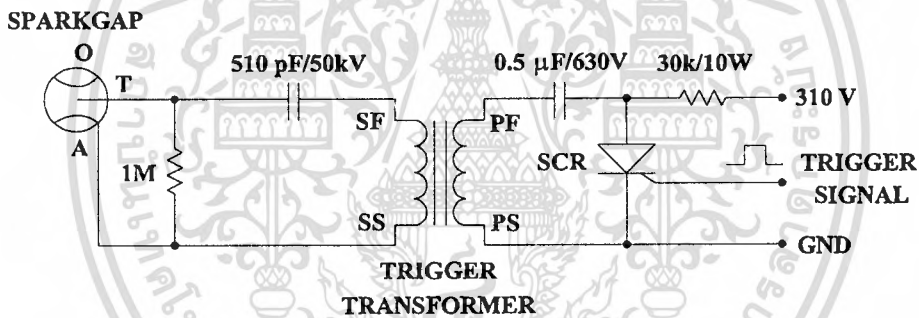 SPARKGAP
O
T
A
510 pF/50kV
0.5 μF/630V
30k/10W
310 V
SF
PF
1M
SCR
TRIGGER
SIGNAL
SS
PS
GND
TRIGGER
TRANSFORMER